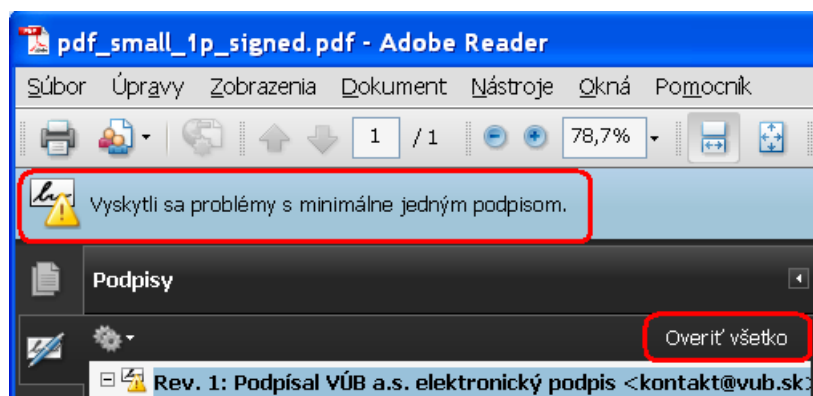 pdf_small_1p_signed.pdf - Adobe Reader
Súbor Úpravy Zobrazenia Dokument Nástroje Okná Pomocník
1 / 1 78,7%
Vyskytli sa problémy s minimálne jedným podpisom.
Podpisy
Overiť všetko
Rev. 1: Podpísal VÚB a.s. elektronický podpis <kontakt@vub.sk>